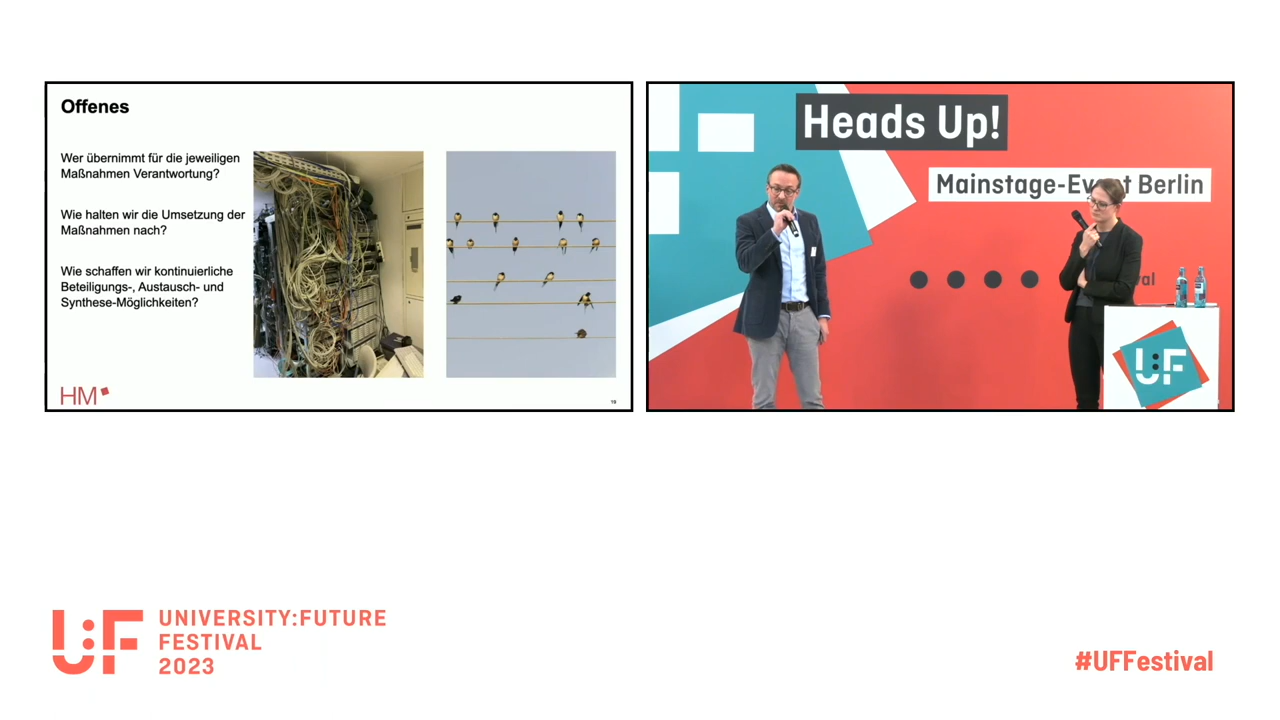 Offenes
Wer übernimmt für die jeweiligen
Maßnahmen Verantwortung?
Wie halten wir die Umsetzung der
Maßnahmen nach?
Wie schaffen wir kontinuierliche
Beteiligungs-, Austausch- und
Synthese-Möglichkeiten?
HM
19
Heads Up!
Mainstage-Event Berlin
U:F
U:F
UNIVERSITY:FUTURE
FESTIVAL
2023
#UFFestival